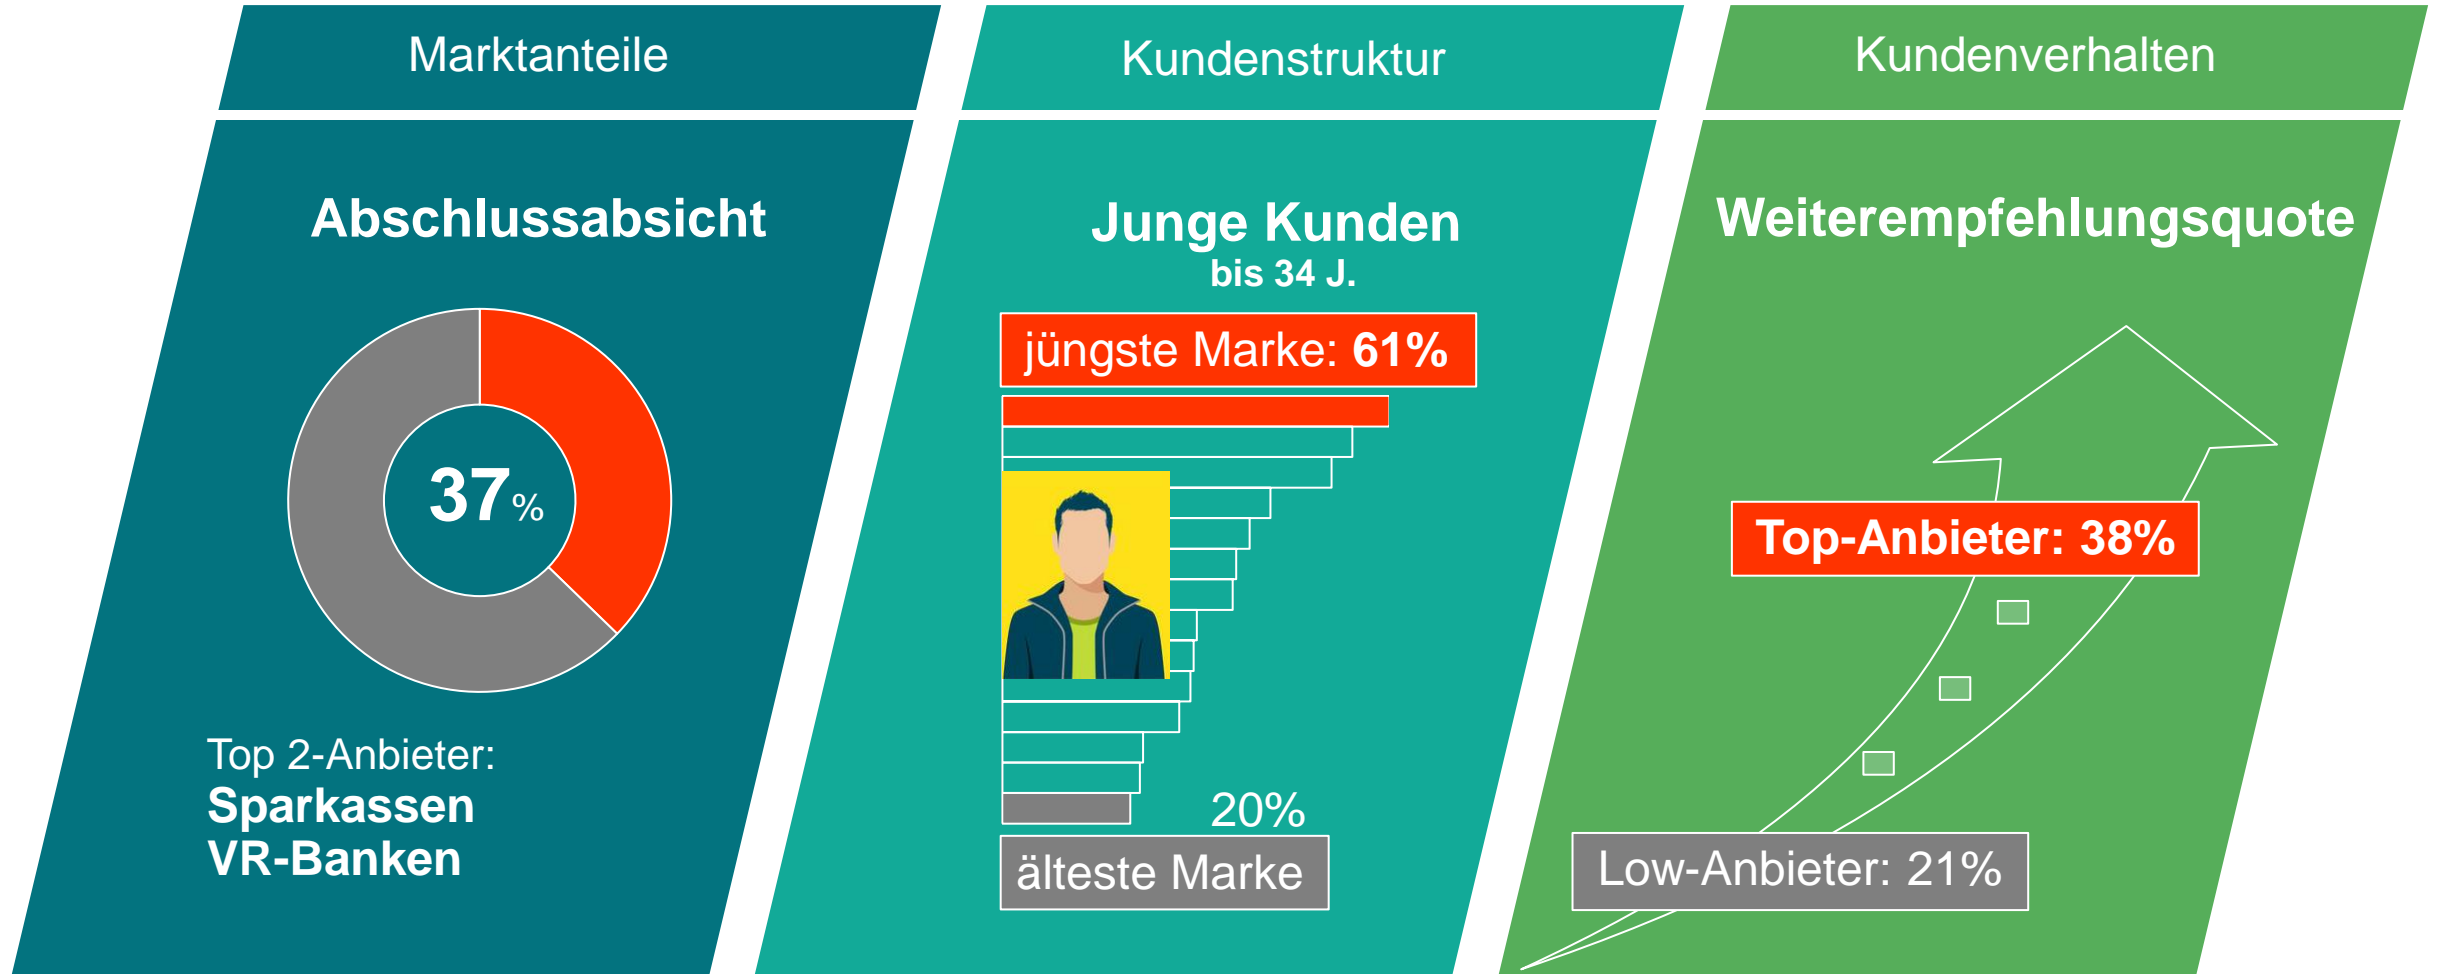 Marktanteile
Abschlussabsicht
37%
Top 2-Anbieter:
Sparkassen
VR-Banken
Kundenstruktur
Junge Kunden
bis 34 J.
jüngste Marke: 61%
20%
älteste Marke
Kundenverhalten
Weiterempfehlungsquote
Top-Anbieter: 38%
Low-Anbieter: 21%